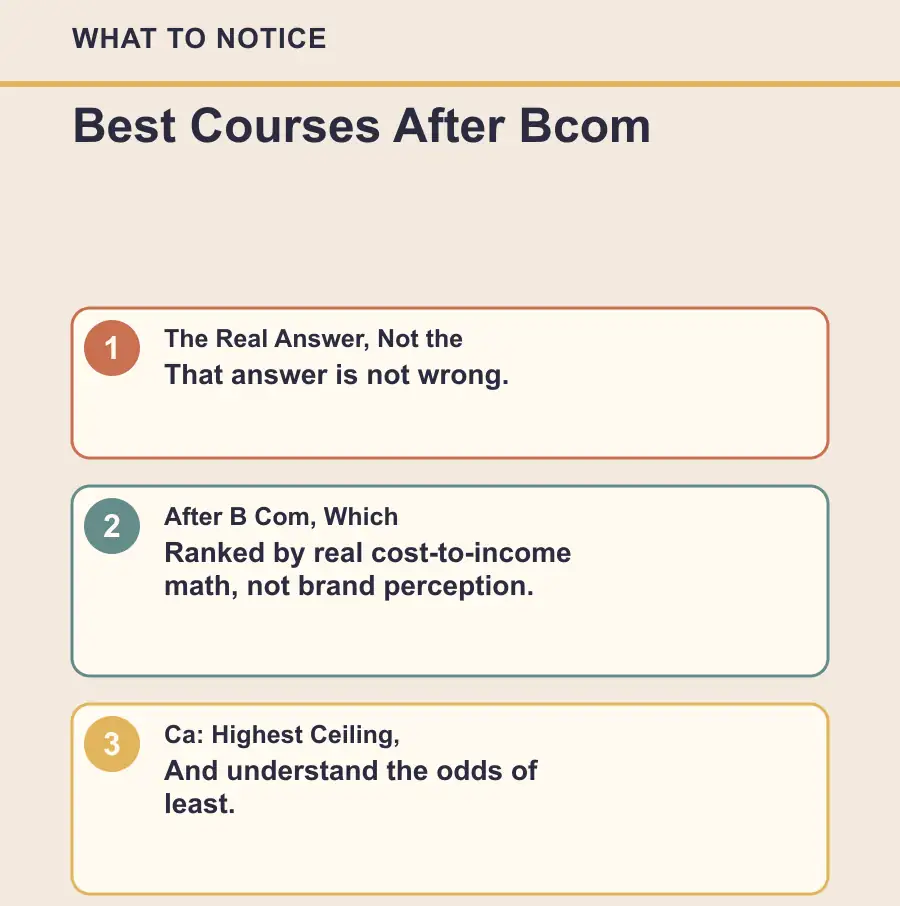 WHAT TO NOTICE
Best Courses After Bcom
1
The Real Answer, Not the
That answer is not wrong.
2
After B Com, Which
Ranked by real cost-to-income
math, not brand perception.
3
Ca: Highest Ceiling,
And understand the odds of
least.